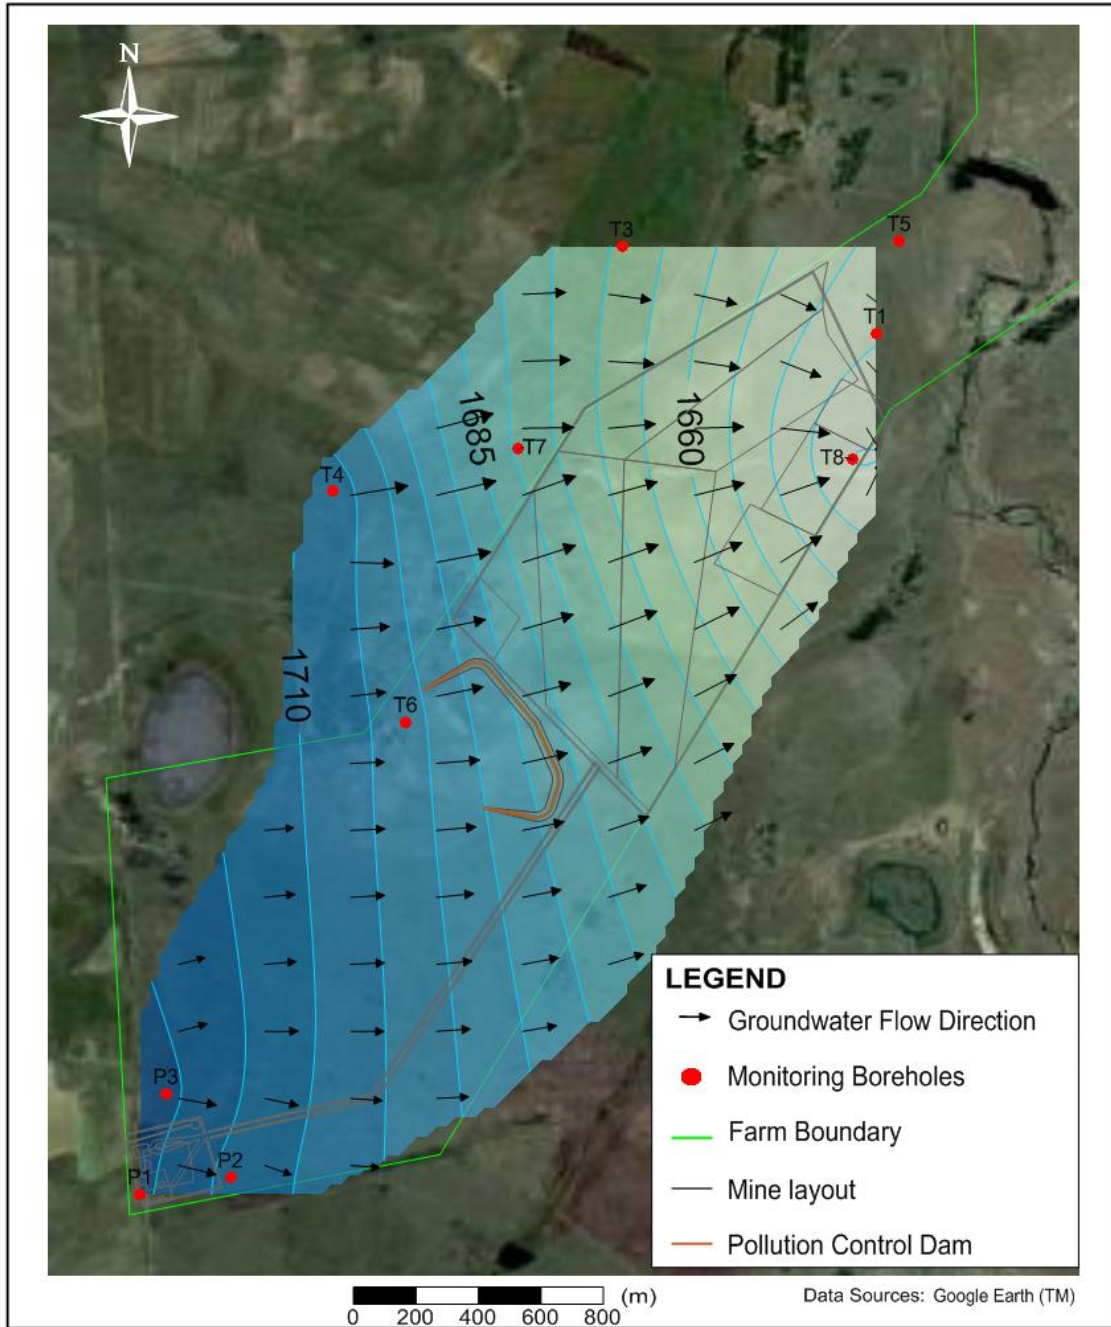 N
T3
T5
T1
1685
1660
T7
T8
T4
1710
T6
P3
P2
P1
LEGEND
Groundwater Flow Direction
Monitoring Boreholes
Farm Boundary
Mine layout
Pollution Control Dam
(m)
0 200 400 600 800
Data Sources: Google Earth (TM)